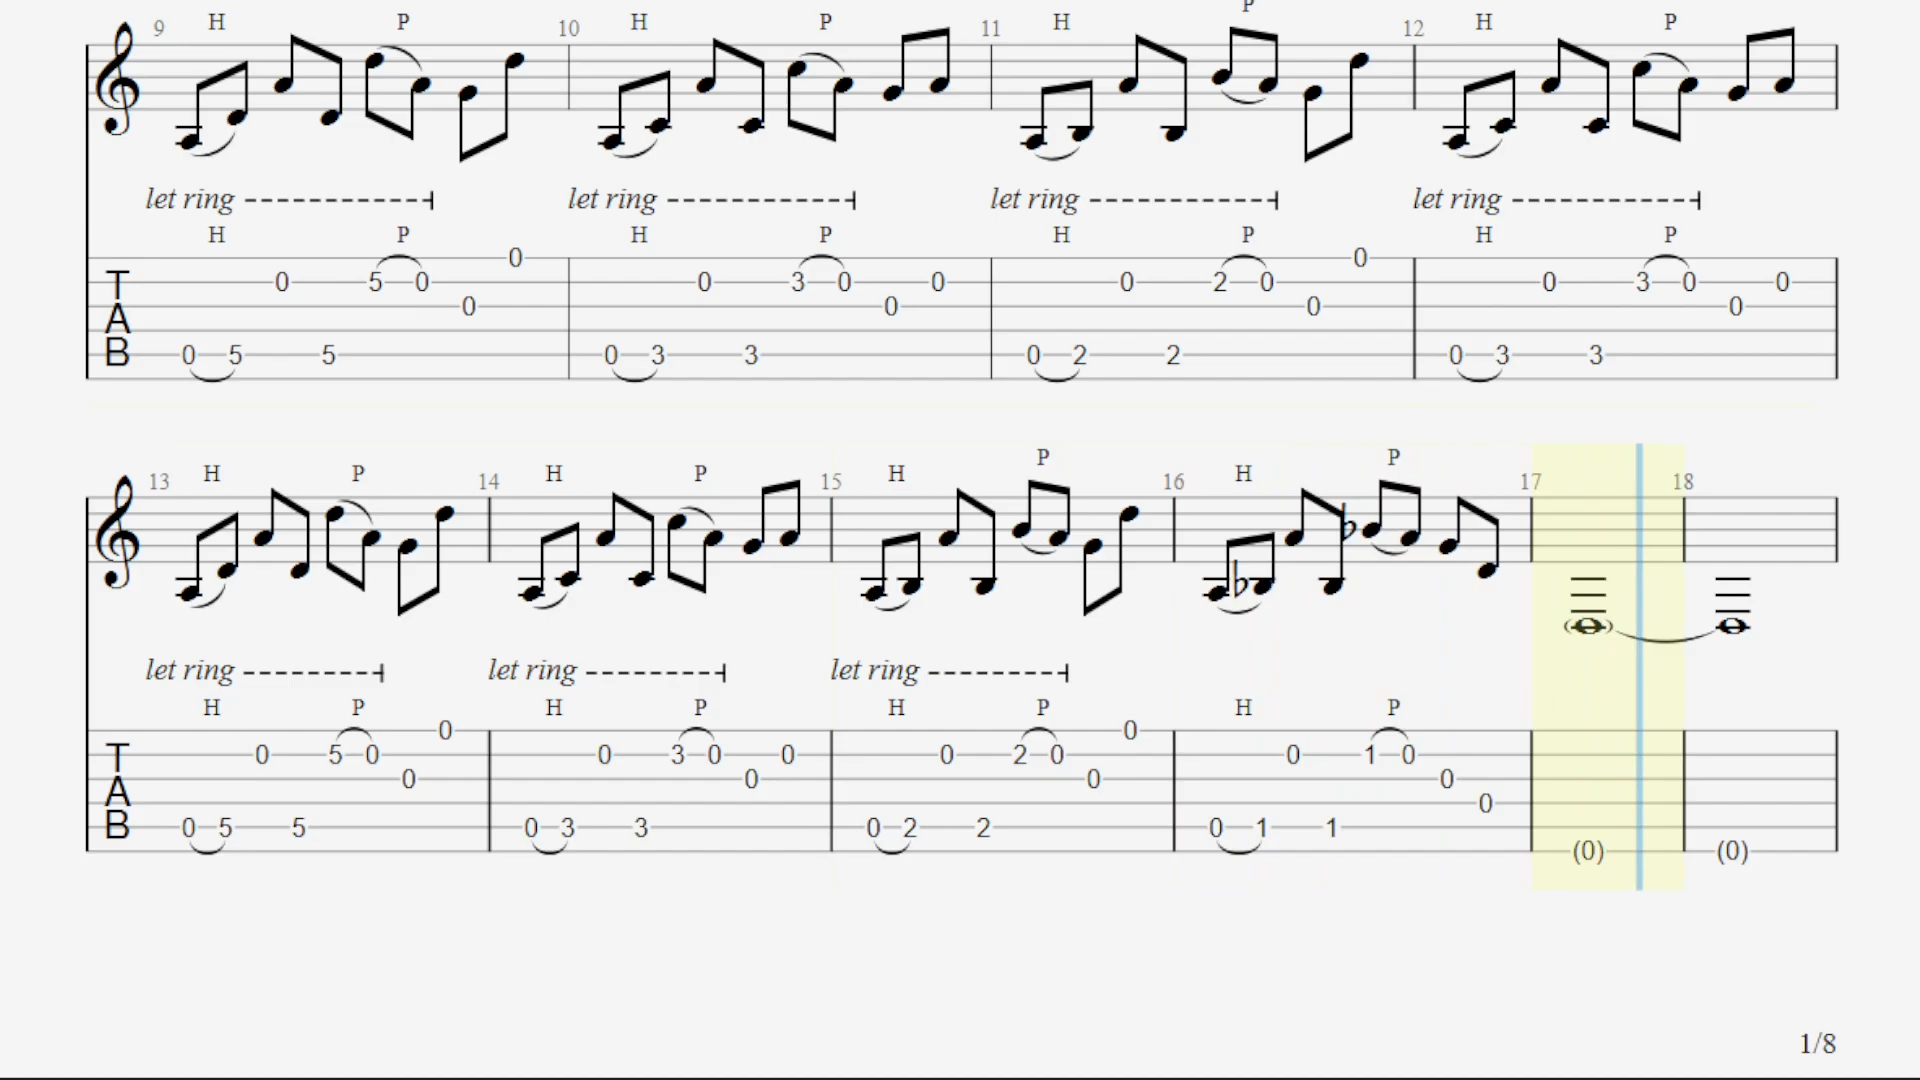 9 H P 10 H P 11 H P 12 H P
let ring let ring let ring let ring
H P H P H P H P
0 0
T 0 5 0 0 3 0 0 0 2 0 0 3 0 0
A 0 0 0 0
B 0 5 5 0 3 3 0 2 2 0 3 3
13 H P 14 H P 15 H P 16 H P 17 18
let ring let ring let ring
H P H P H P H P
0 0
T 0 5 0 0 3 0 0 0 2 0 0 1 0
A 0 0 0 0
0
B 0 5 5 0 3 3 0 2 2 0 1 1
(0) (0)
1/8